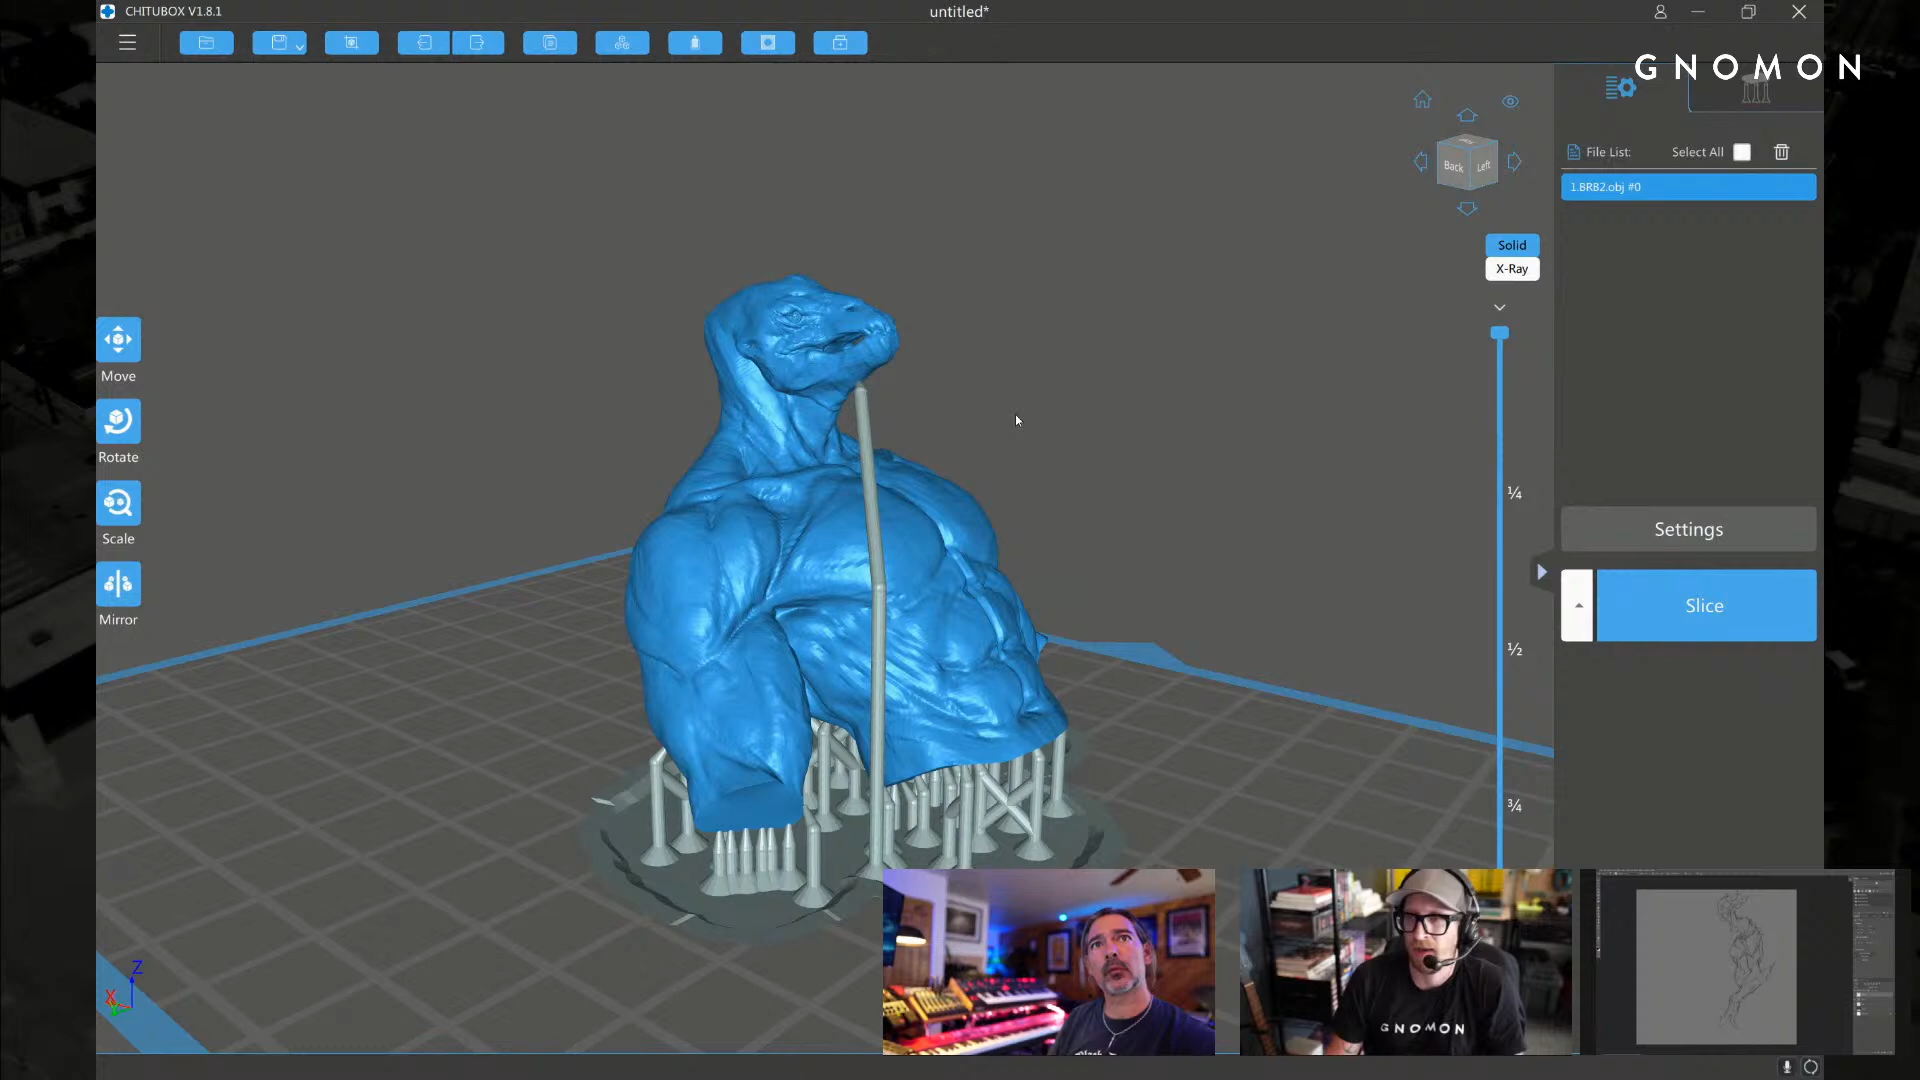 CHITUBOX V1.8.1
untitled*
GNOMON
File List:
Select All
1.BRB2.obj #0
Back
Left
Solid
X-Ray
Move
Rotate
Scale
Mirror
¼
½
¾
Settings
Slice
Z
X
GNOMON